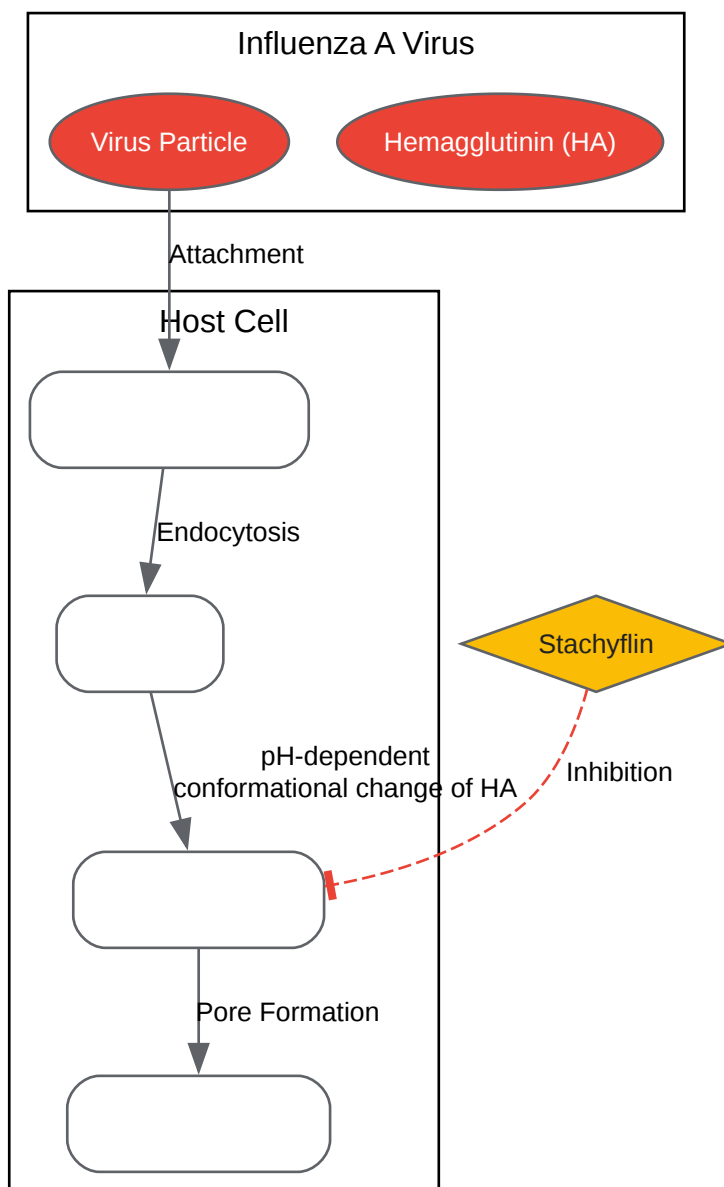 Influenza A Virus
Virus Particle
Hemagglutinin (HA)
Attachment
Host Cell
Endocytosis
Stachyflin
pH-dependent
conformational change of HA
Inhibition
Pore Formation